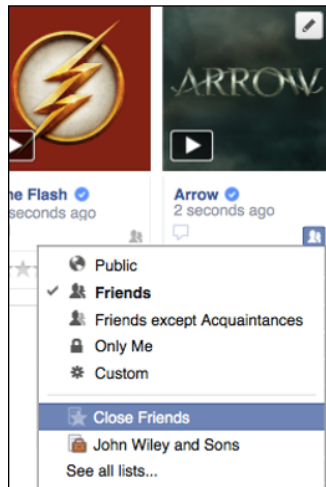 ARROW
he Flash
Arrow
seconds ago
2 seconds ago
Public
Friends
Friends except Acquaintances
Only Me
Custom
Close Friends
John Wiley and Sons
See all lists...